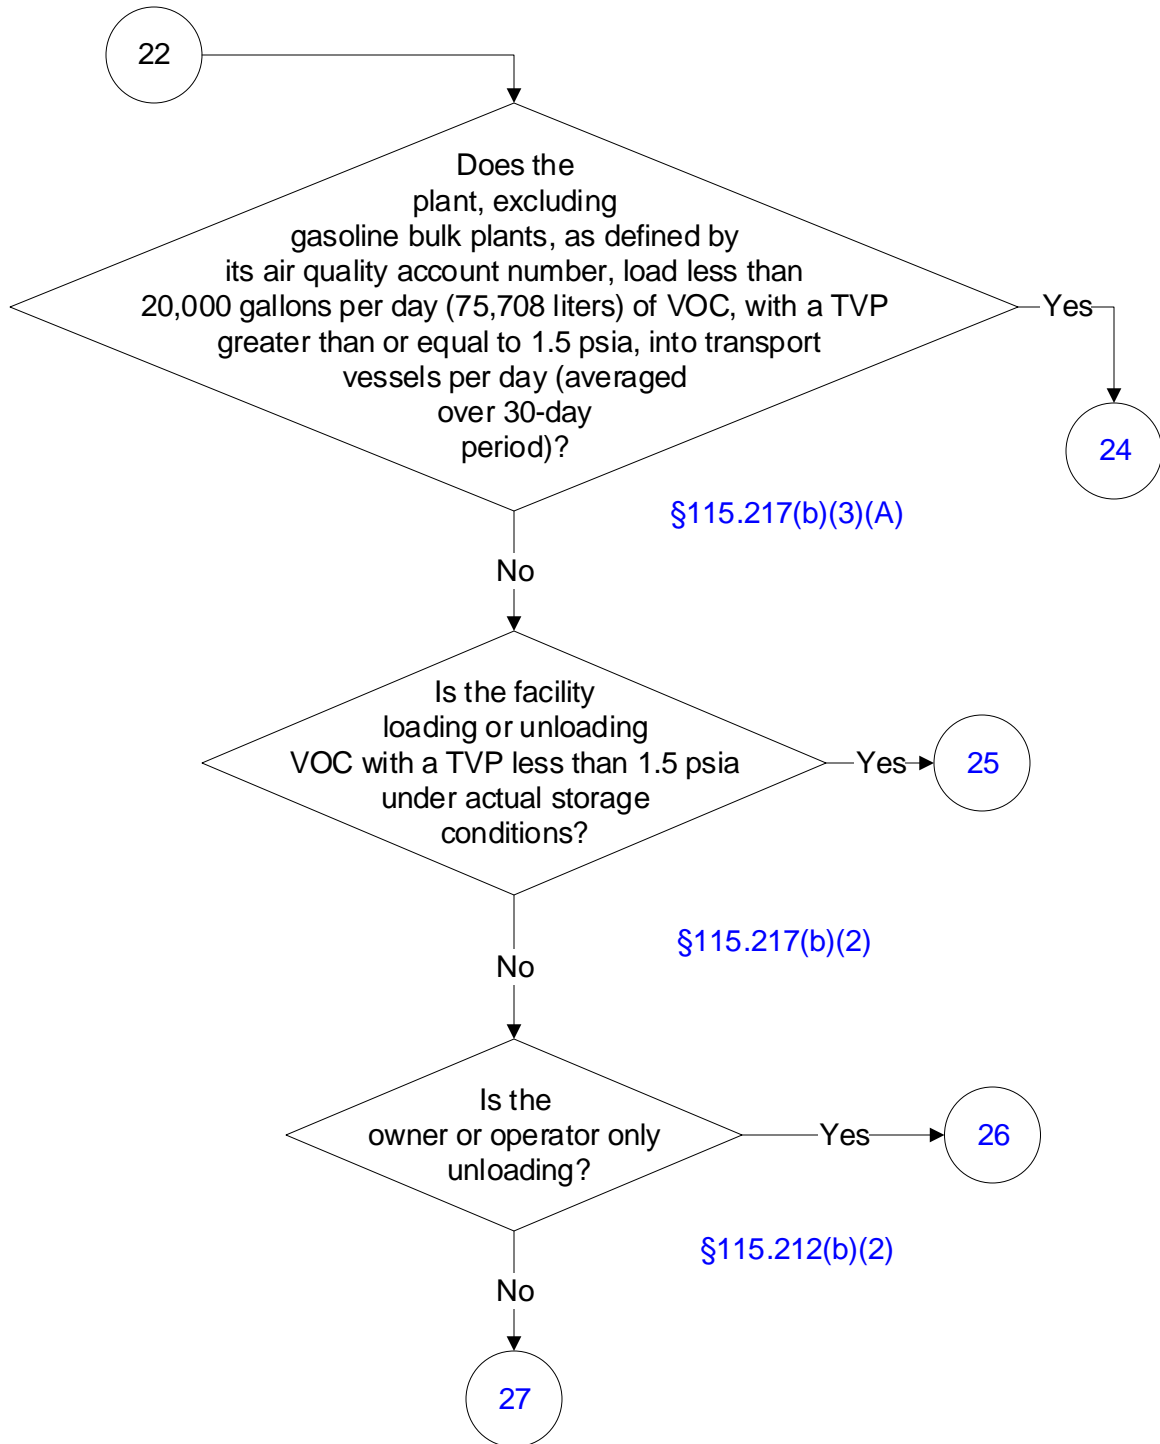 22
Does the
plant, excluding
gasoline bulk plants, as defined by
its air quality account number, load less than
20,000 gallons per day (75,708 liters) of VOC, with a TVP
greater than or equal to 1.5 psia, into transport
vessels per day (averaged
over 30-day
period)?
Yes
24
§115.217(b)(3)(A)
No
Is the facility
loading or unloading
VOC with a TVP less than 1.5 psia
under actual storage
conditions?
Yes
25
§115.217(b)(2)
No
Is the
owner or operator only
unloading?
Yes
26
§115.212(b)(2)
No
27